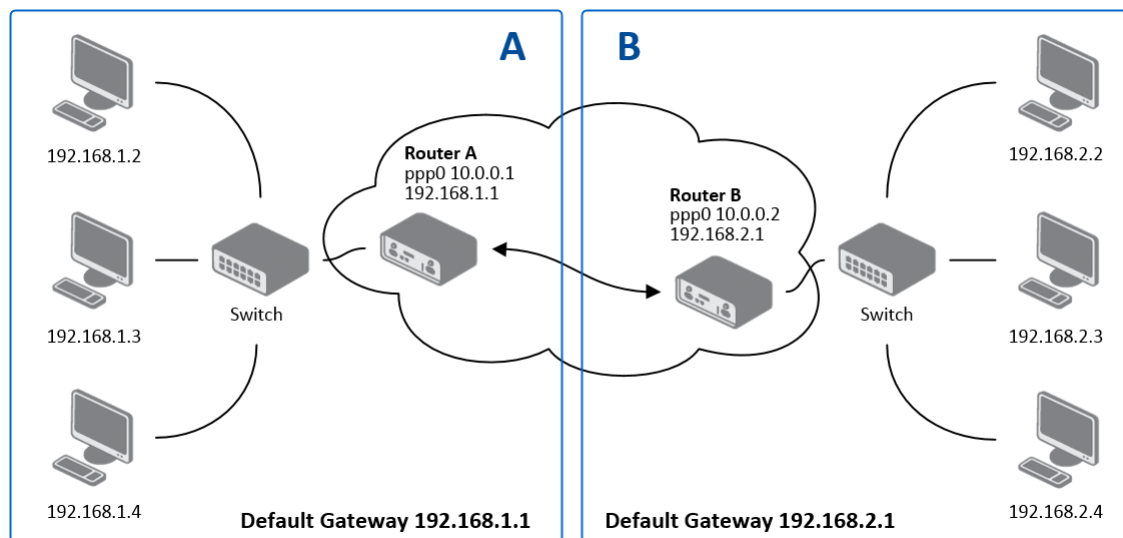 A
B
192.168.1.2
Router A
ppp0 10.0.0.1
192.168.1.1
Router B
ppp0 10.0.0.2
192.168.2.1
192.168.2.2
Switch
Switch
192.168.1.3
192.168.2.3
192.168.1.4
192.168.2.4
Default Gateway 192.168.1.1
Default Gateway 192.168.2.1